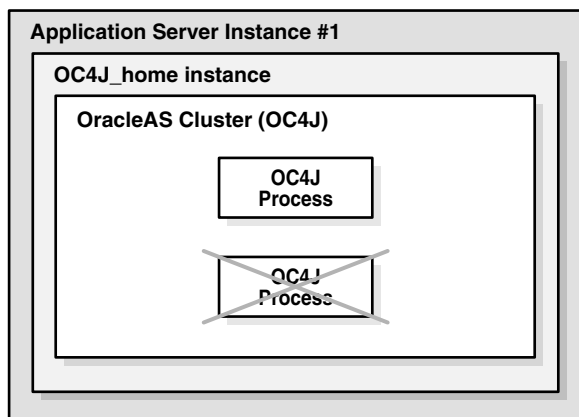 Application Server Instance #1
OC4J_home instance
OracleAS Cluster (OC4J)
OC4J
Process
OC4J
Process